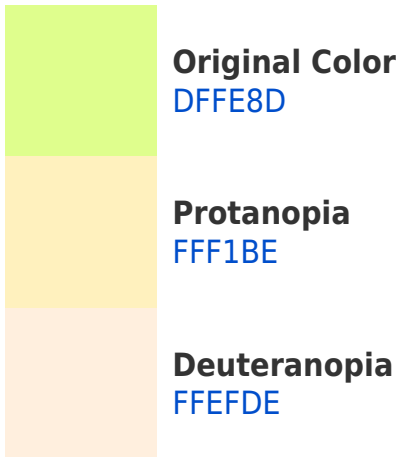 Original Color
DFFE8D
Protanopia
FFF1BE
Deuteranopia
FFEFDE